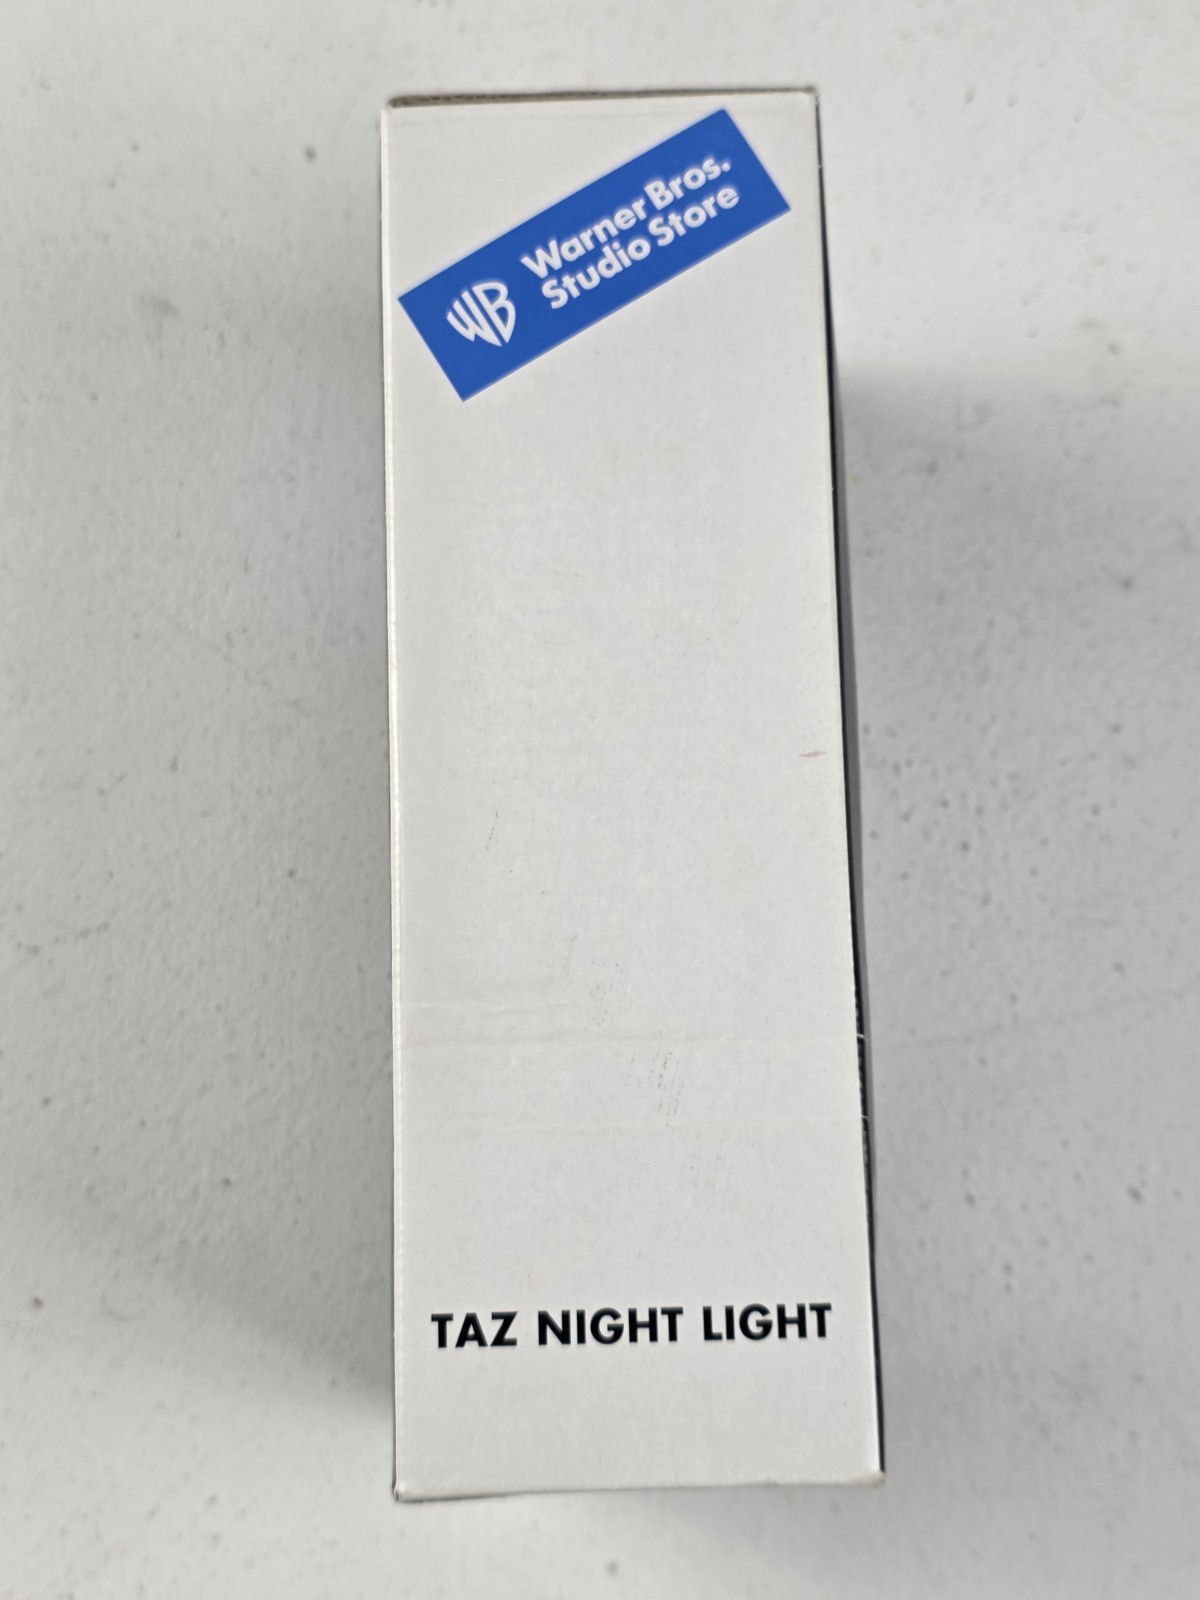 WB
Warner Bros.
Studio Store
TAZ NIGHT LIGHT